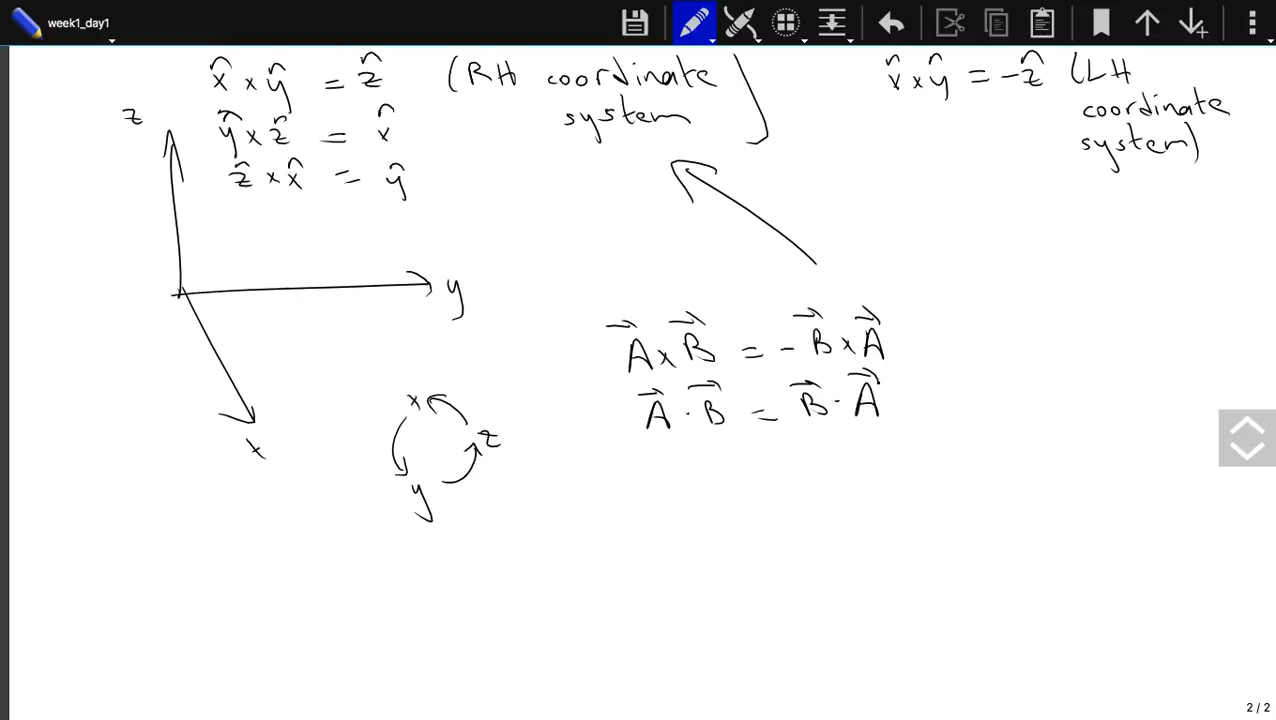 week1_day1
x̂ × ŷ = ẑ (RH coordinate system]
ŷ × ẑ = x̂
ẑ × x̂ = ŷ
x̂ × ŷ = -ẑ (LH
coordinate
system)
z
y
x
x
z
y
A⃗ × B⃗ = - B⃗ × A⃗
A⃗ · B⃗ = B⃗ · A⃗
2 / 2